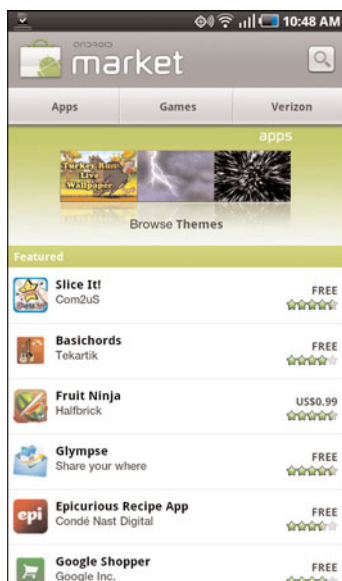 10:48 AM
ANDROID
market
Apps Games Verizon
apps
Turkey Run
Live
Wallpaper
Browse Themes
Featured
Slice It!
Com2uS
FREE
Basichords
Tekartik
FREE
Fruit Ninja
Halfbrick
US$0.99
Glympse
Share your where
FREE
epi
Epicurious Recipe App
Condé Nast Digital
FREE
Google Shopper
Google Inc.
FREE